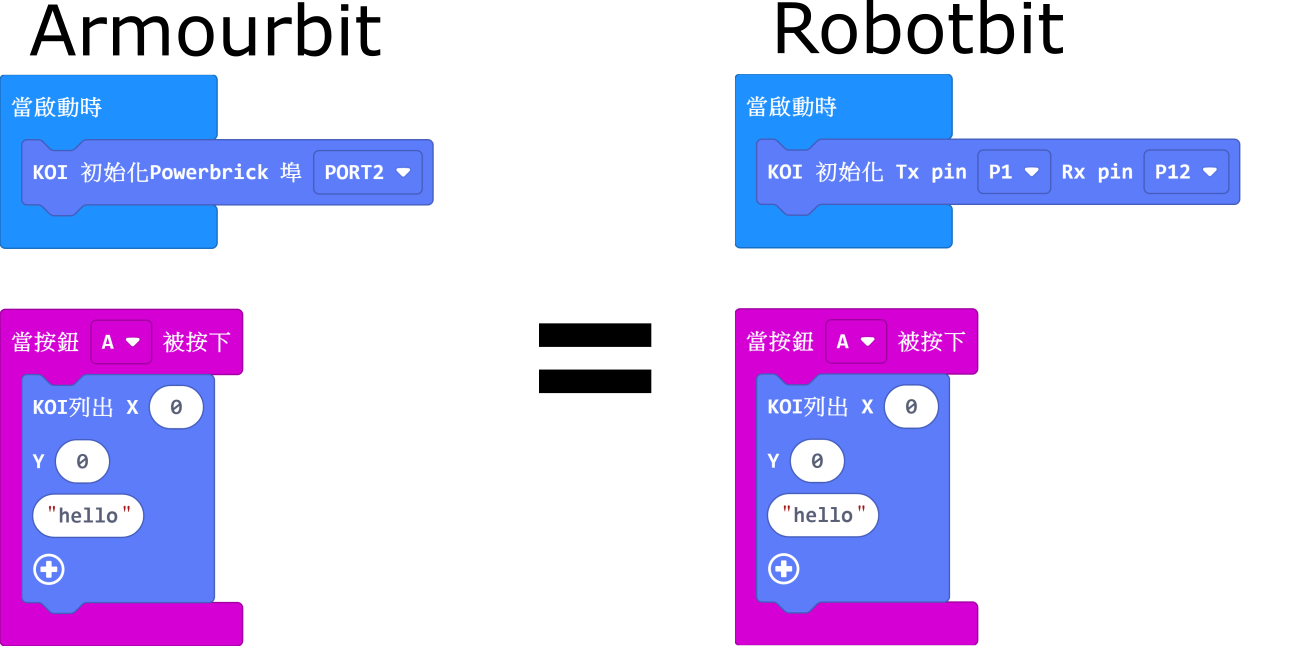 Armourbit
當啟動時
KOI 初始化Powerbrick 埠 PORT2
當按鈕 A 被按下
KOI列出 X 0
Y 0
"hello"
Robotbit
當啟動時
KOI 初始化 Tx pin P1 Rx pin P12
當按鈕 A 被按下
KOI列出 X 0
Y 0
"hello"